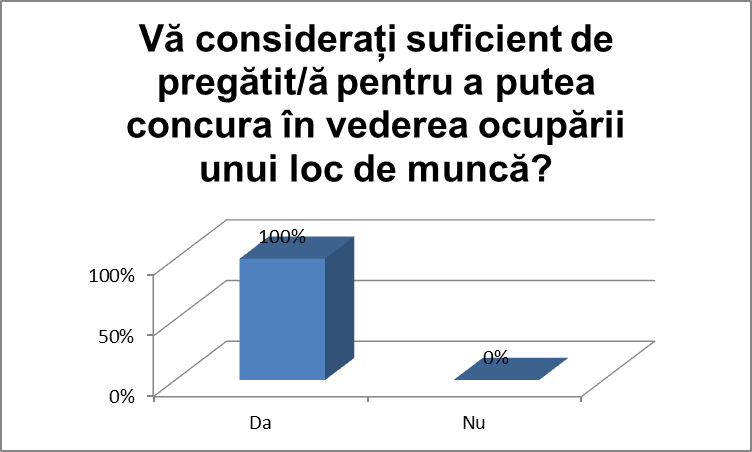 Vă considerați suficient de
pregătit/ă pentru a putea
concura în vederea ocupării
unui loc de muncă?
100%
100%
50%
0%
0%
Da
Nu